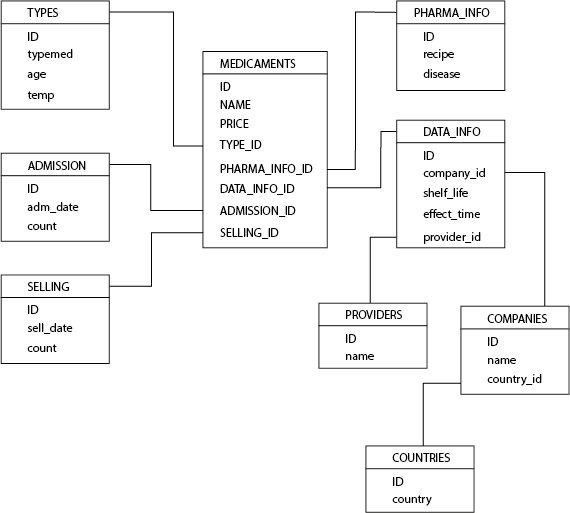 TYPES
ID
typemed
age
temp
ADMISSION
ID
adm_date
count
SELLING
ID
sell_date
count
MEDICAMENTS
ID
NAME
PRICE
TYPE_ID
PHARMA_INFO_ID
DATA_INFO_ID
ADMISSION_ID
SELLING_ID
PHARMA_INFO
ID
recipe
disease
DATA_INFO
ID
company_id
shelf_life
effect_time
provider_id
PROVIDERS
ID
name
COMPANIES
ID
name
country_id
COUNTRIES
ID
country